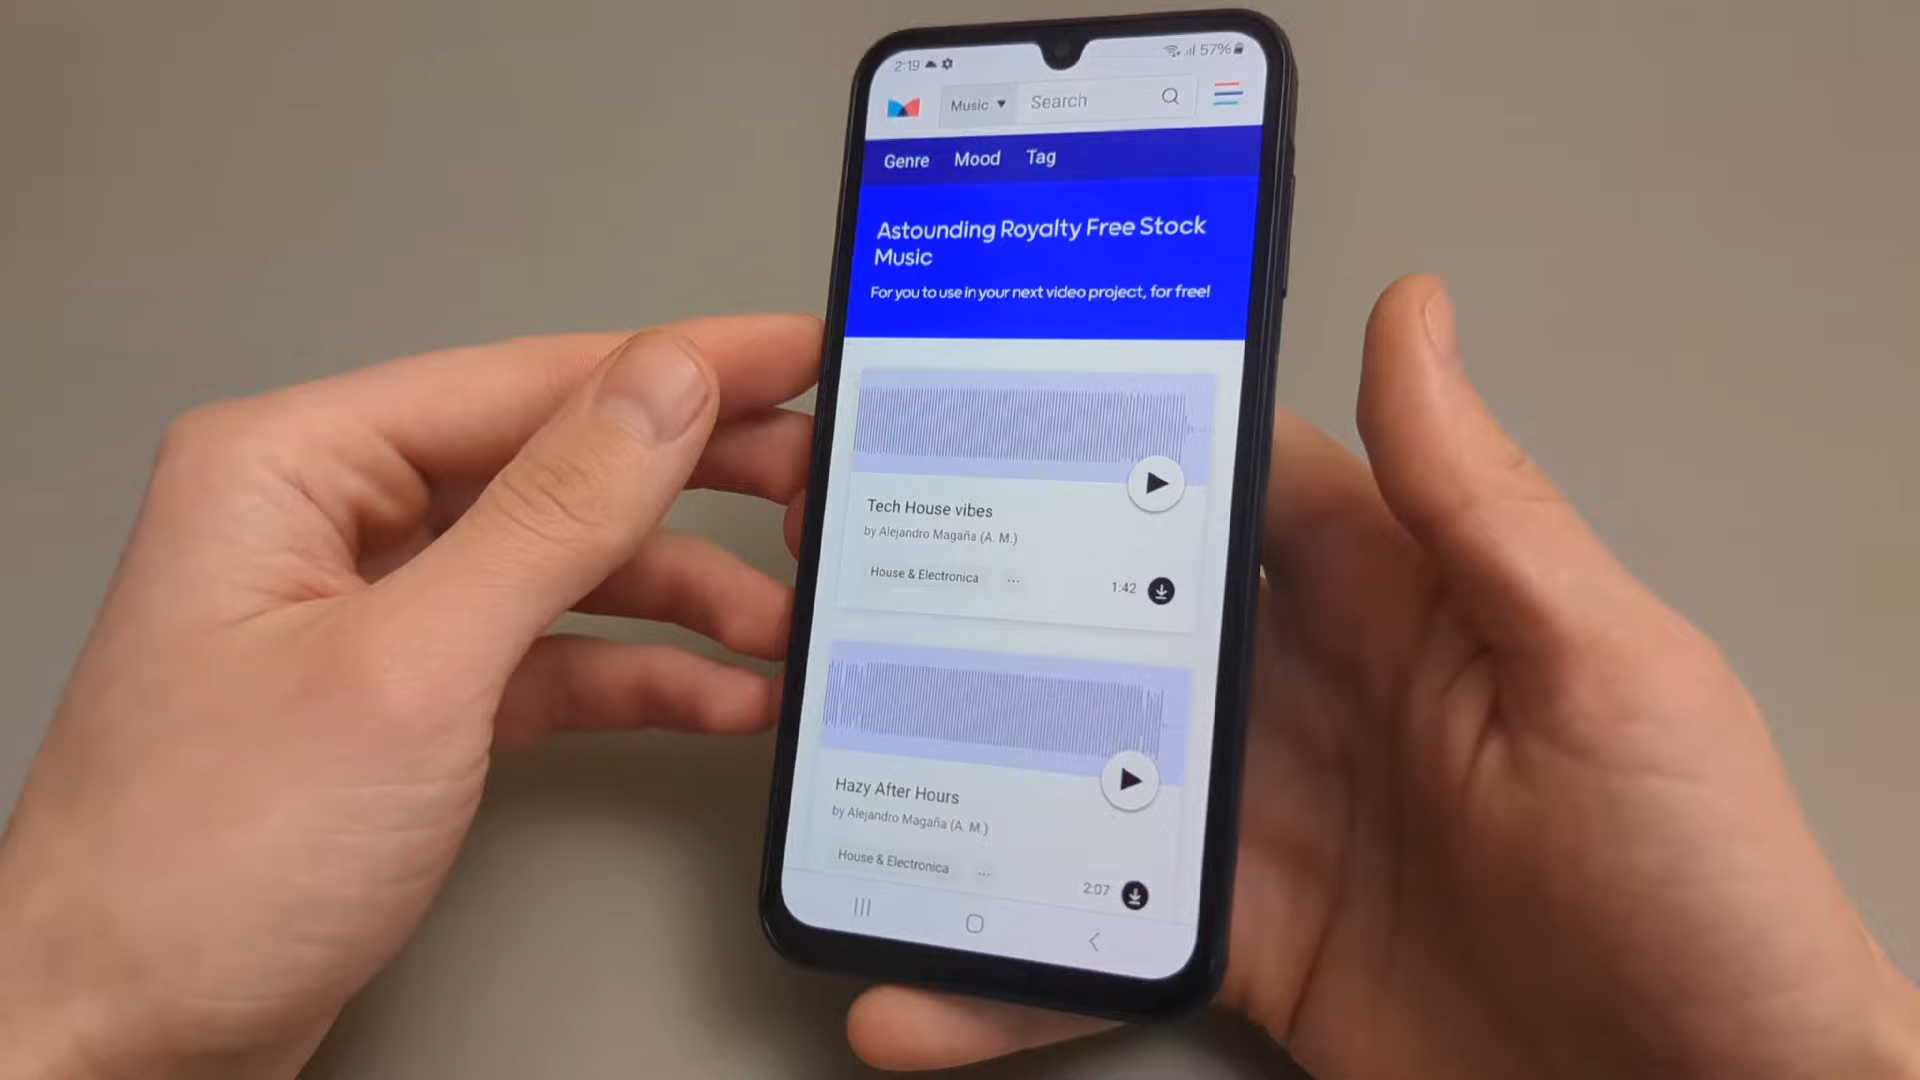 2:19 57%
Music Search
Genre Mood Tag
Astounding Royalty Free Stock
Music
For you to use in your next video project, for free!
Tech House vibes
by Alejandro Magaña (A. M.)
House & Electronica ...
1:42
Hazy After Hours
by Alejandro Magaña (A. M.)
House & Electronica ...
2:07